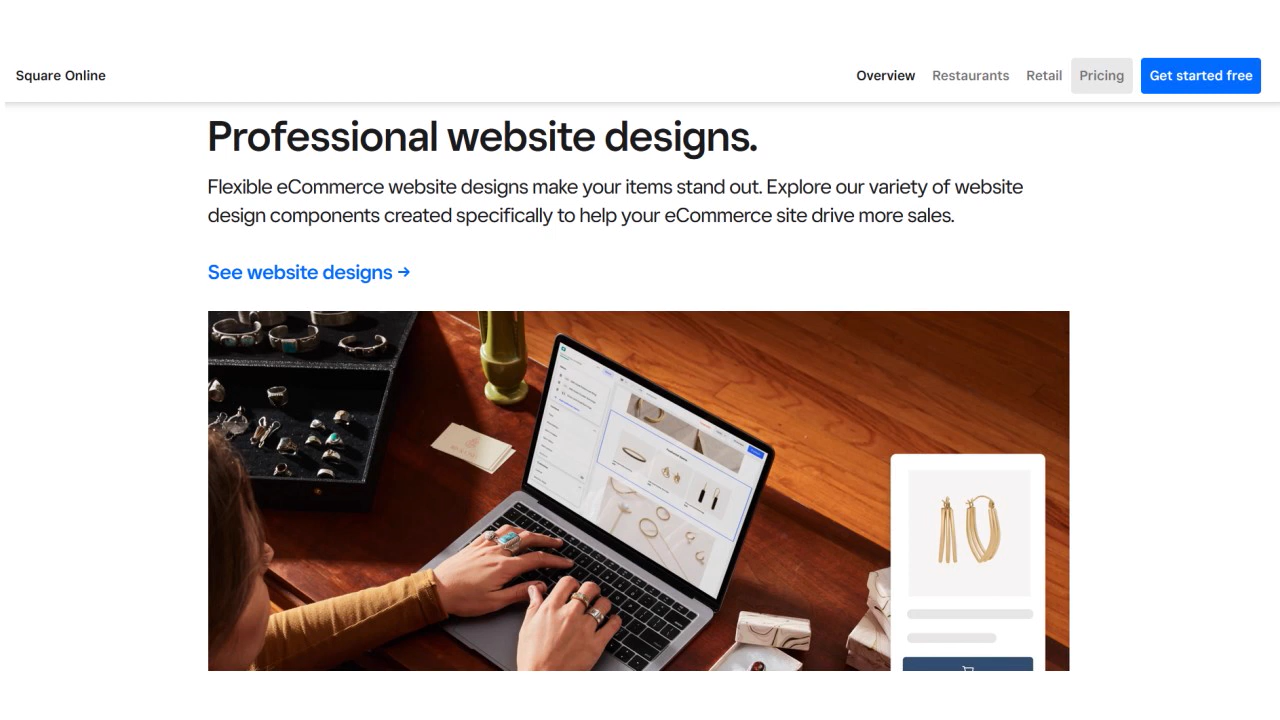 Square Online
Overview
Restaurants
Retail
Pricing
Get started free
Professional website designs.
Flexible eCommerce website designs make your items stand out. Explore our variety of website
design components created specifically to help your eCommerce site drive more sales.
See website designs →